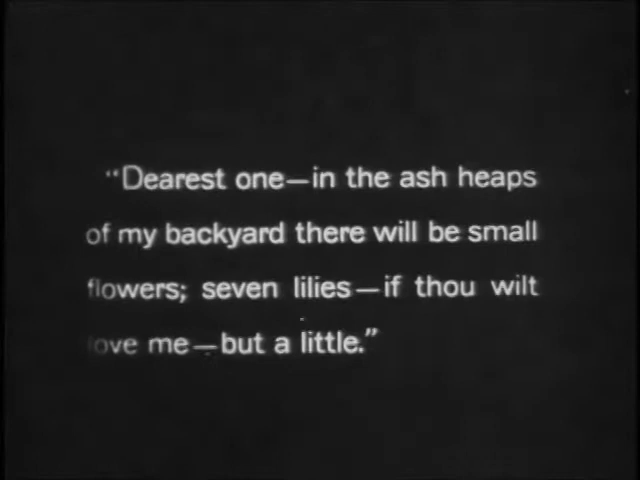 "Dearest one—in the ash heaps
of my backyard there will be small
flowers; seven lilies—if thou wilt
love me—but a little."